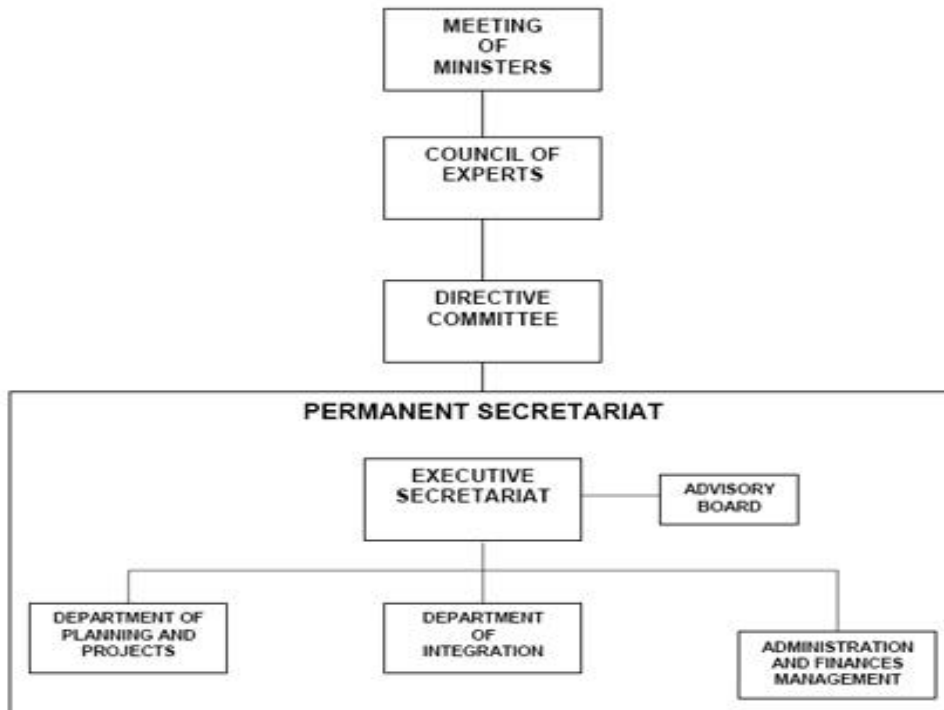 MEETING
OF
MINISTERS
COUNCIL OF
EXPERTS
DIRECTIVE
COMMITTEE
PERMANENT SECRETARIAT
EXECUTIVE
SECRETARIAT
ADVISORY
BOARD
DEPARTMENT OF
PLANNING AND
PROJECTS
DEPARTMENT
OF
INTEGRATION
ADMINISTRATION
AND FINANCES
MANAGEMENT